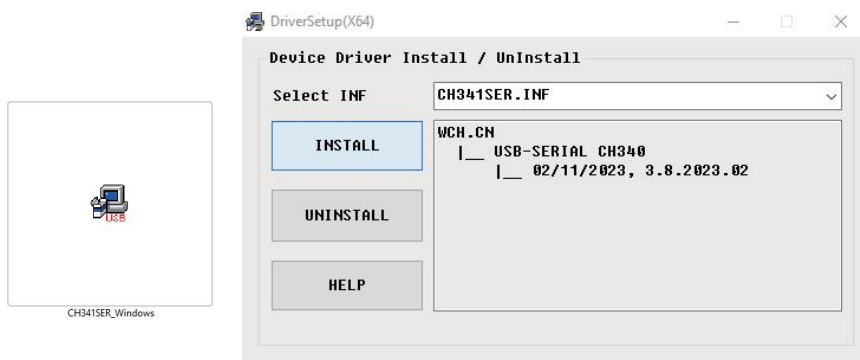 DriverSetup(X64)
Device Driver Install / UnInstall
Select INF
CH341SER.INF
INSTALL
UNINSTALL
HELP
WCH.CN
|__ USB-SERIAL CH340
|__ 02/11/2023, 3.8.2023.02
USB
CH341SER_Windows